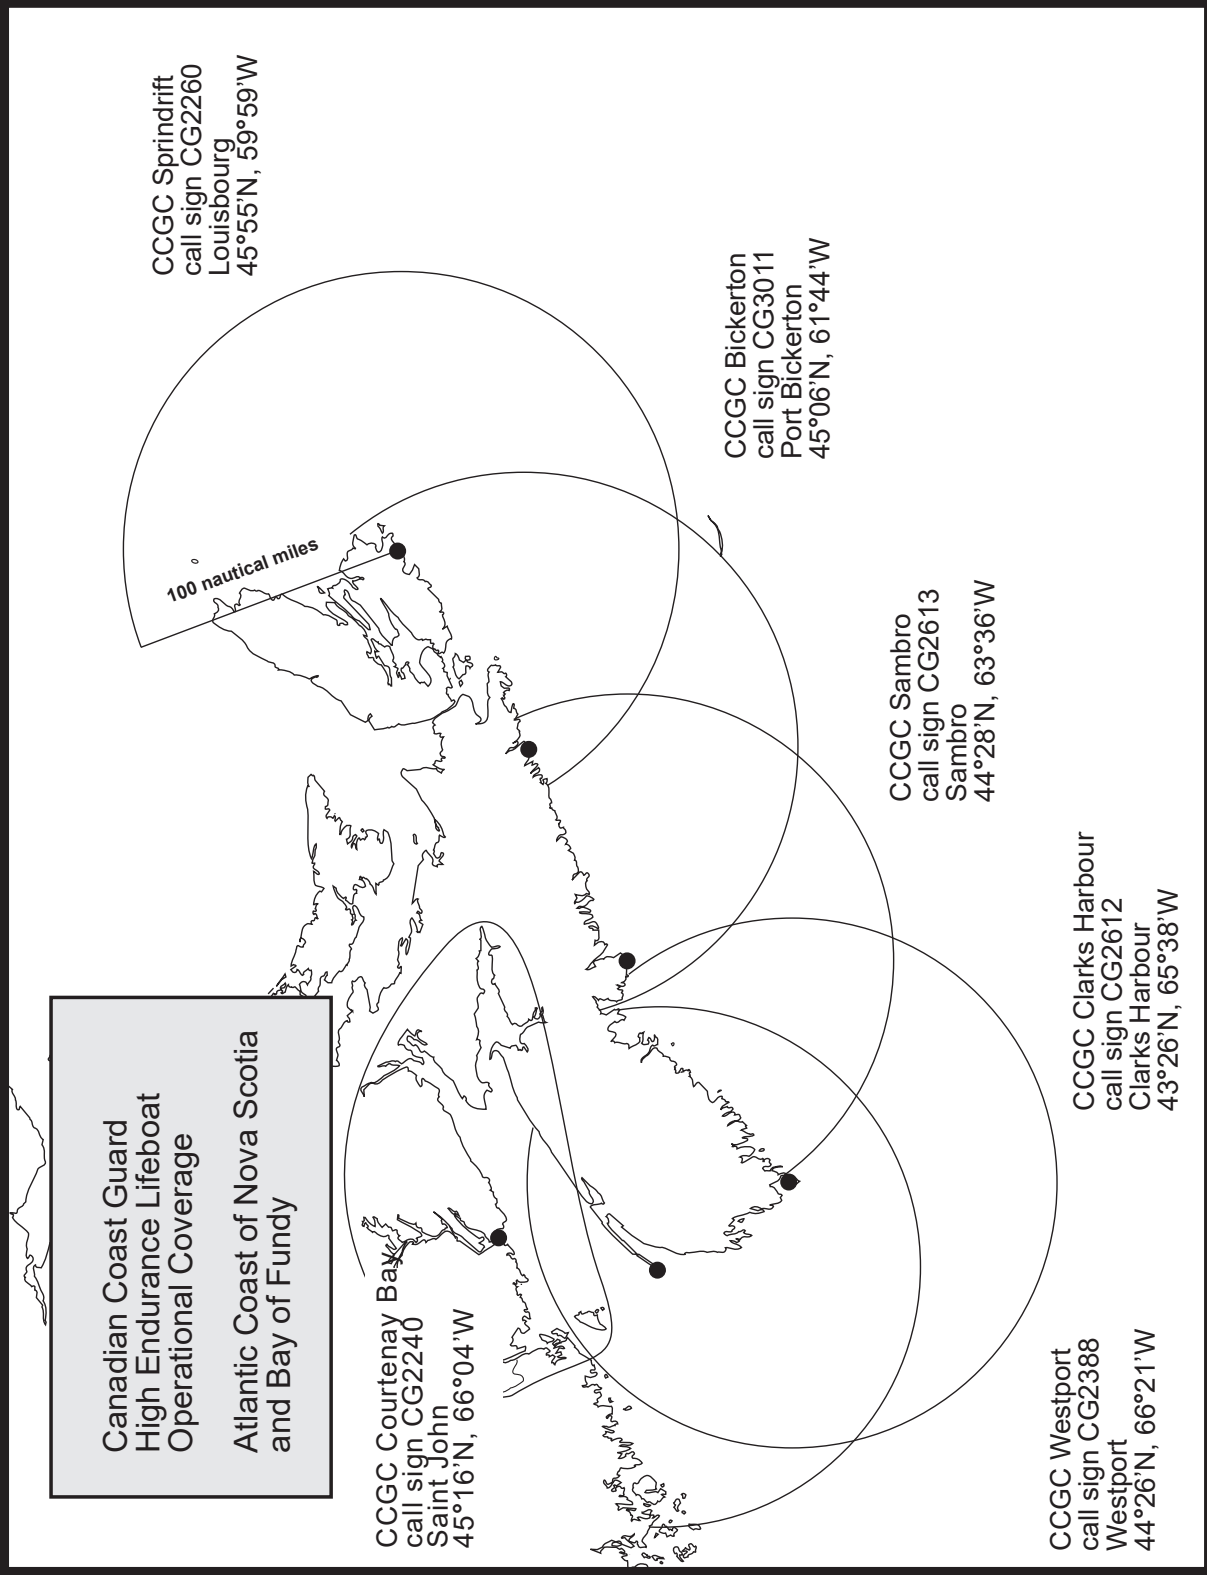 Canadian Coast Guard
High Endurance Lifeboat
Operational Coverage
Atlantic Coast of Nova Scotia
and Bay of Fundy
CCGC Courtenay Bay
call sign CG2240
Saint John
45°16'N, 66°04'W
100 nautical miles
CCGC Sprindrift
call sign CG2260
Louisbourg
45°55'N, 59°59'W
CCGC Bickerton
call sign CG3011
Port Bickerton
45°06'N, 61°44'W
CCGC Sambro
call sign CG2613
Sambro
44°28'N, 63°36'W
CCGC Clarks Harbour
call sign CG2612
Clarks Harbour
43°26'N, 65°38'W
CCGC Westport
call sign CG2388
Westport
44°26'N, 66°21'W